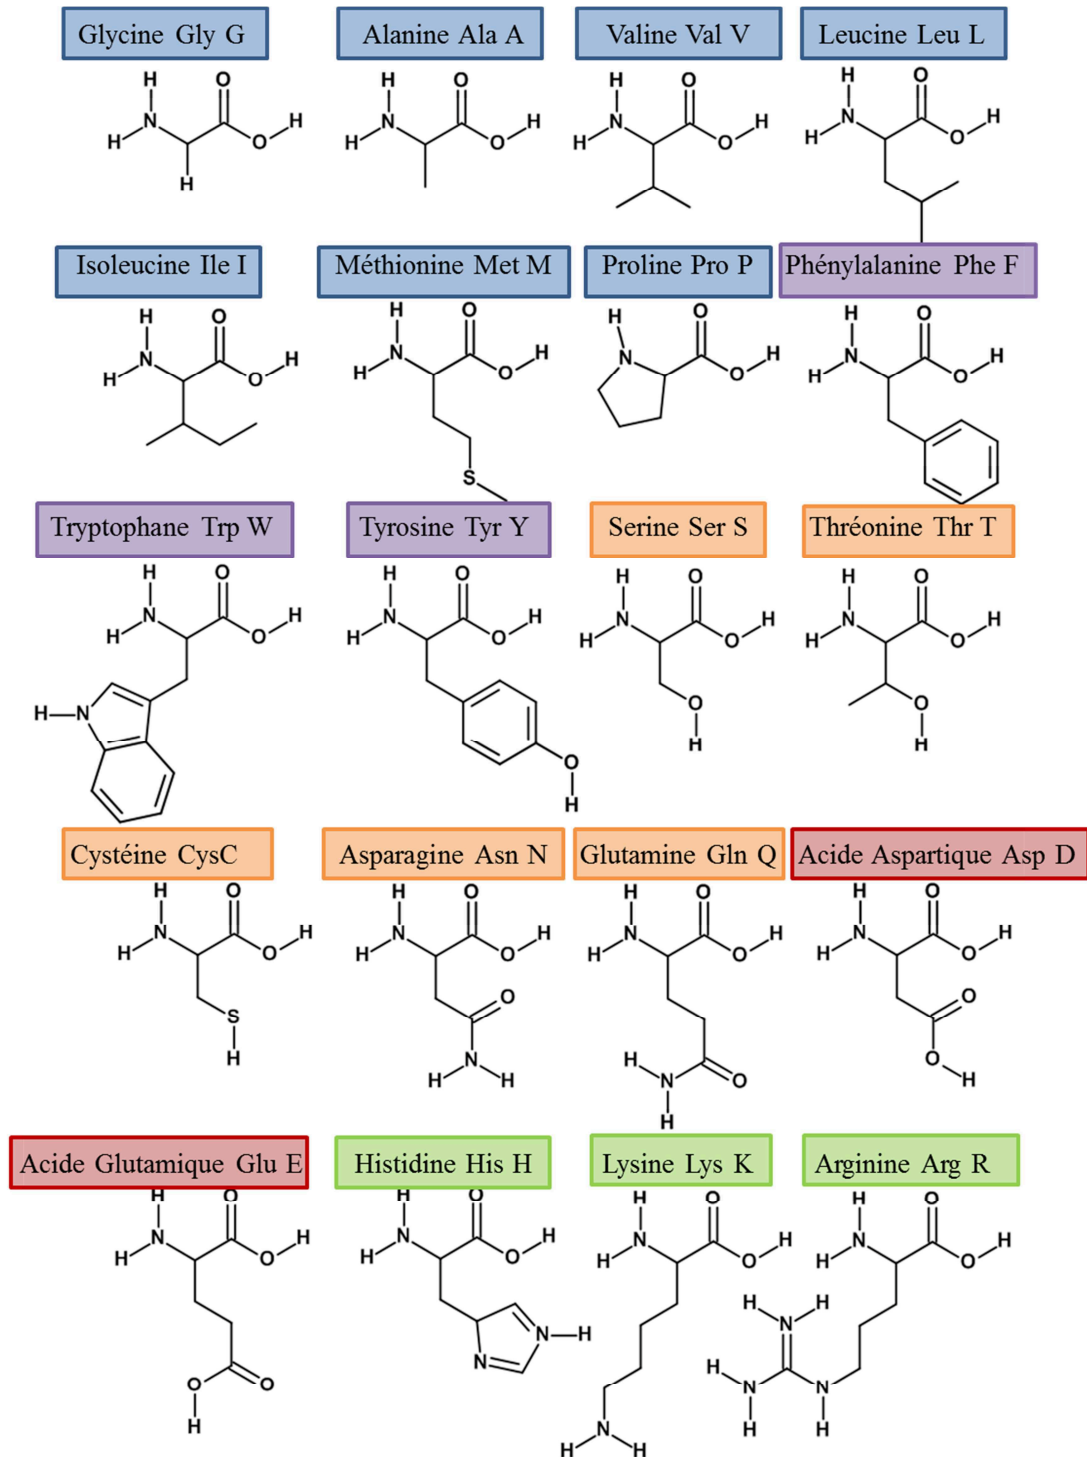 Glycine Gly G
Alanine Ala A
Valine Val V
Leucine Leu L
H O
H N O H
H
H O
H N O H
H O
H N O H
H O
H N O H
Isoleucine Ile I
Méthionine Met M
Proline Pro P
Phénylalanine Phe F
H O
H N O H
H O
H N O H
S
H O
N O H
H O
H N O H
Tryptophane Trp W
Tyrosine Tyr Y
Serine Ser S
Thréonine Thr T
H O
H N O H
H N
H O
H N O H
O
H
H O
H N O H
O
H
H O
H N O H
O
H
Cystéine CysC
Asparagine Asn N
Glutamine Gln Q
Acide Aspartique Asp D
H O
H N O H
S
H
H O
H N O H
O
H N H
H O
H N O H
H N O
H
H O
H N O H
O
O H
Acide Glutamique Glu E
Histidine His H
Lysine Lys K
Arginine Arg R
H O
H N O H
O O
H
H O
H N O H
N H
N
H O
H N O H
N
H H
H O
H N O H
H N H
H N N
H H